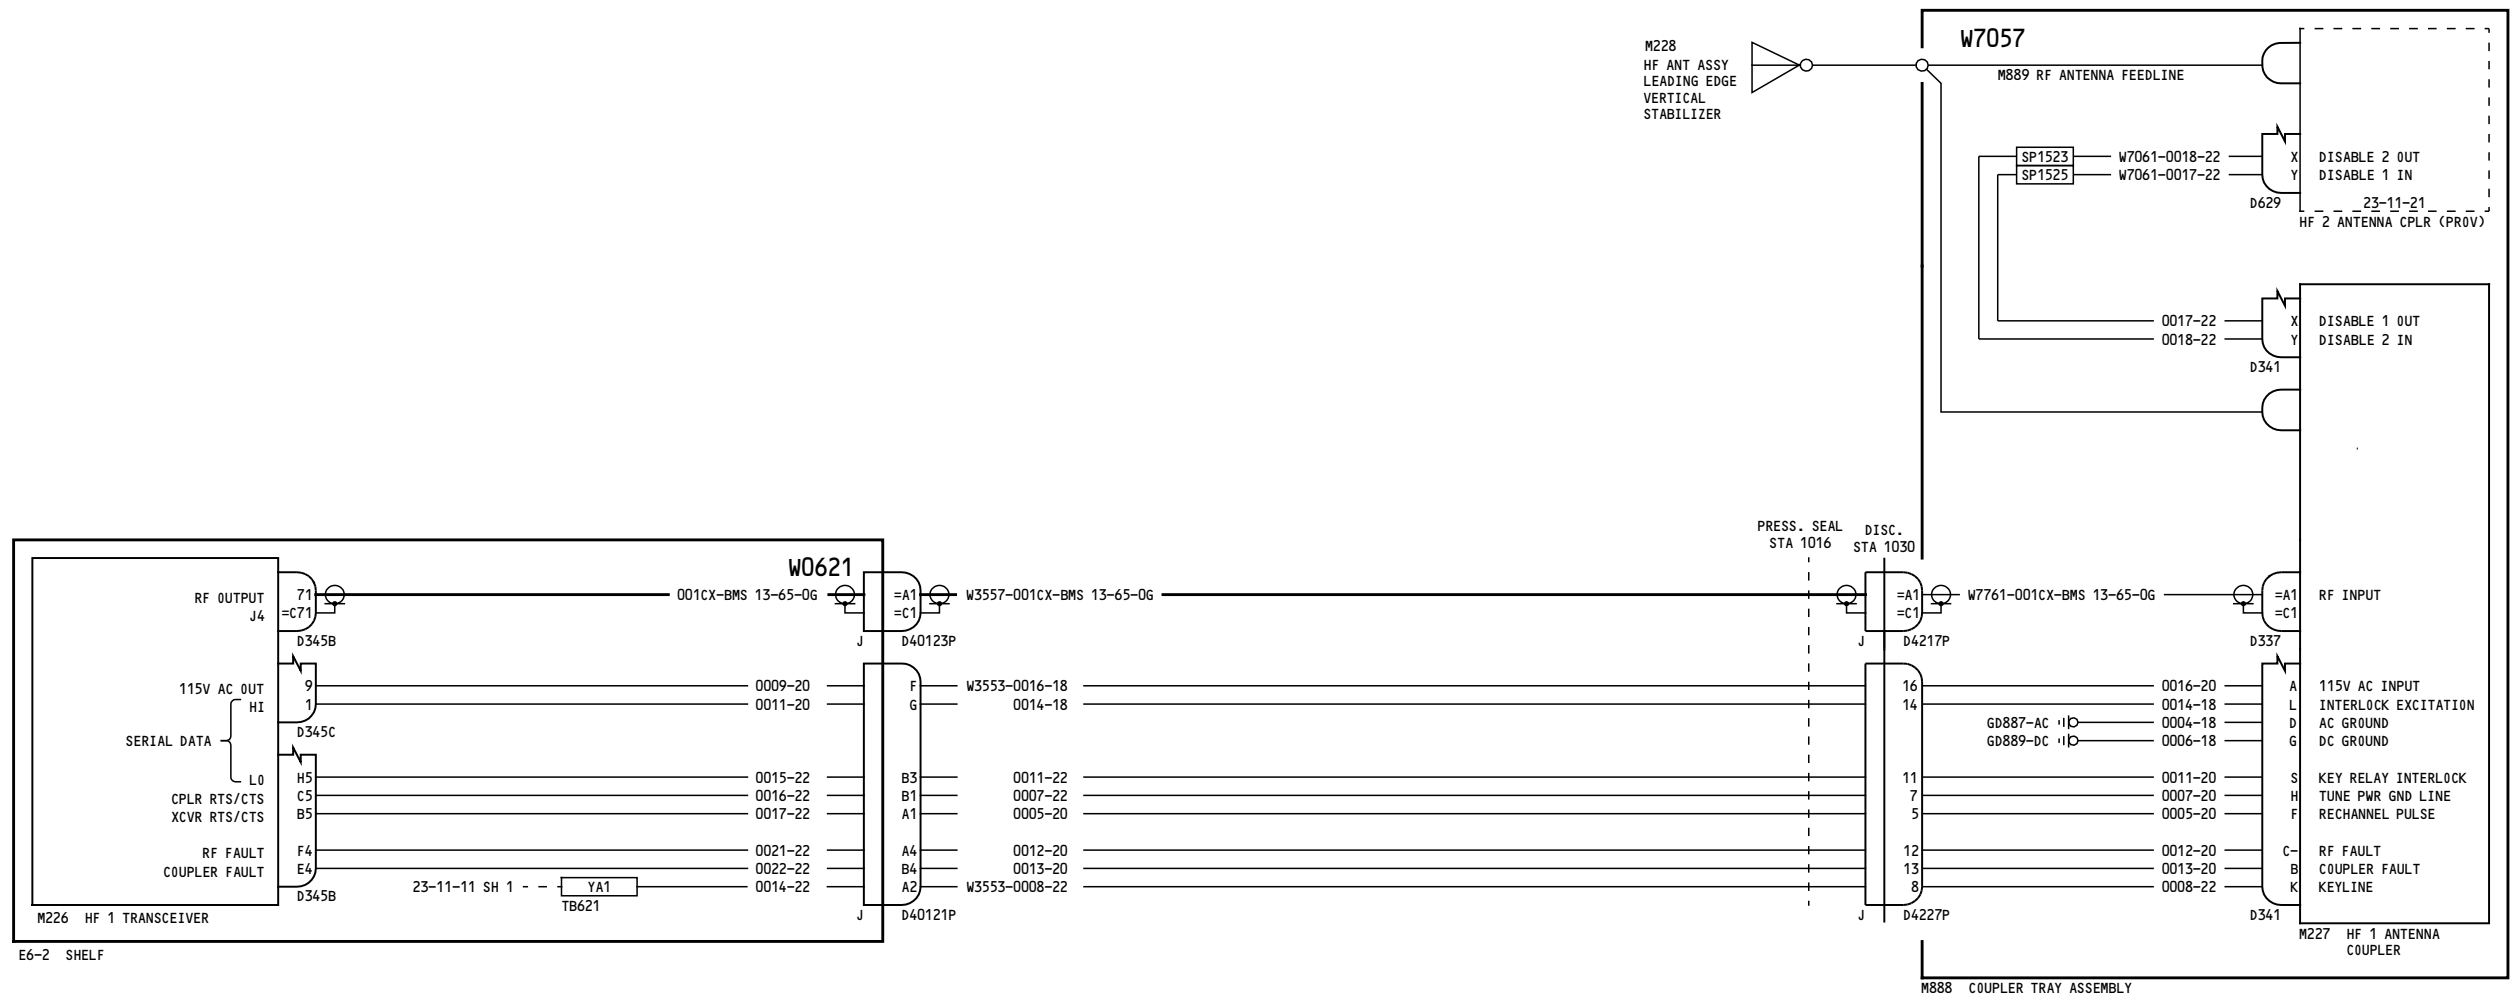 W7057
M228
HF ANT ASSY
LEADING EDGE
VERTICAL
STABILIZER
M889 RF ANTENNA FEEDLINE
SP1523 W7061-0018-22 X DISABLE 2 OUT
SP1525 W7061-0017-22 Y DISABLE 1 IN
D629 23-11-21
HF 2 ANTENNA CPLR (PROV)
0017-22 X DISABLE 1 OUT
0018-22 Y DISABLE 2 IN
D341
PRESS. SEAL
STA 1016
DISC.
STA 1030
W0621
RF OUTPUT 71 001CX-BMS 13-65-0G =A1 W3557-001CX-BMS 13-65-0G =A1 W7761-001CX-BMS 13-65-0G =A1 RF INPUT
J4 =C71 =C1 =C1 =C1
D345B J D40123P J D4217P D337
115V AC OUT 9 0009-20 F W3553-0016-18 16 0016-20 A 115V AC INPUT
HI 1 0011-20 G 0014-18 14 0014-18 L INTERLOCK EXCITATION
GD887-AC 0004-18 D AC GROUND
D345C
SERIAL DATA GD889-DC 0006-18 G DC GROUND
LO H5 0015-22 B3 0011-22 11 0011-20 S KEY RELAY INTERLOCK
CPLR RTS/CTS C5 0016-22 B1 0007-22 7 0007-20 H TUNE PWR GND LINE
XCVR RTS/CTS B5 0017-22 A1 0005-20 5 0005-20 F RECHANNEL PULSE
RF FAULT F4 0021-22 A4 0012-20 12 0012-20 C- RF FAULT
COUPLER FAULT E4 0022-22 B4 0013-20 13 0013-20 B COUPLER FAULT
23-11-11 SH 1 YA1 0014-22 A2 W3553-0008-22 8 0008-22 K KEYLINE
D345B TB621
M226 HF 1 TRANSCEIVER J D40121P J D4227P D341
M227 HF 1 ANTENNA
COUPLER
E6-2 SHELF
M888 COUPLER TRAY ASSEMBLY